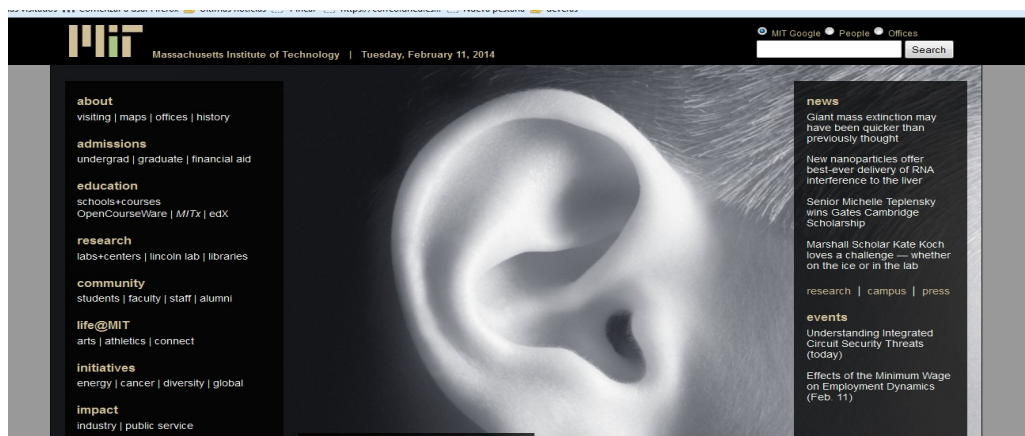 Massachusetts Institute of Technology | Tuesday, February 11, 2014
MIT Google People Offices
Search
about
visiting | maps | offices | history
admissions
undergrad | graduate | financial aid
education
schools+courses
OpenCourseWare | MITx | edX
research
labs+centers | lincoln lab | libraries
community
students | faculty | staff | alumni
life@MIT
arts | athletics | connect
initiatives
energy | cancer | diversity | global
impact
industry | public service
news
Giant mass extinction may
have been quicker than
previously thought
New nanoparticles offer
best-ever delivery of RNA
interference to the liver
Senior Michelle Teplensky
wins Gates Cambridge
Scholarship
Marshall Scholar Kate Koch
loves a challenge — whether
on the ice or in the lab
research | campus | press
events
Understanding Integrated
Circuit Security Threats
(today)
Effects of the Minimum Wage
on Employment Dynamics
(Feb. 11)